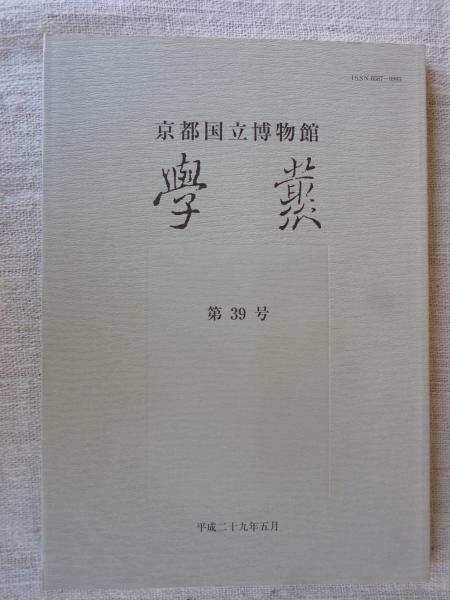 京都国立博物館
學叢
第 39 号
平成二十九年五月